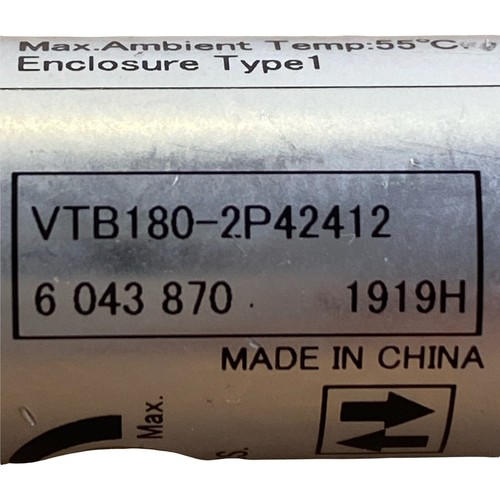 Max.Ambient Temp:55°C.
Enclosure Type1
VTB180-2P42412
6 043 870 1919H
MADE IN CHINA
Max.